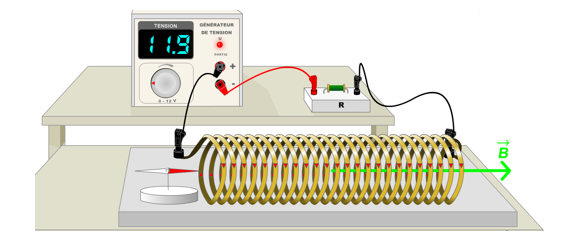 TENSION
GÉNÉRATEUR
DE TENSION
11.9
+
-
0 - 12 V
R
B